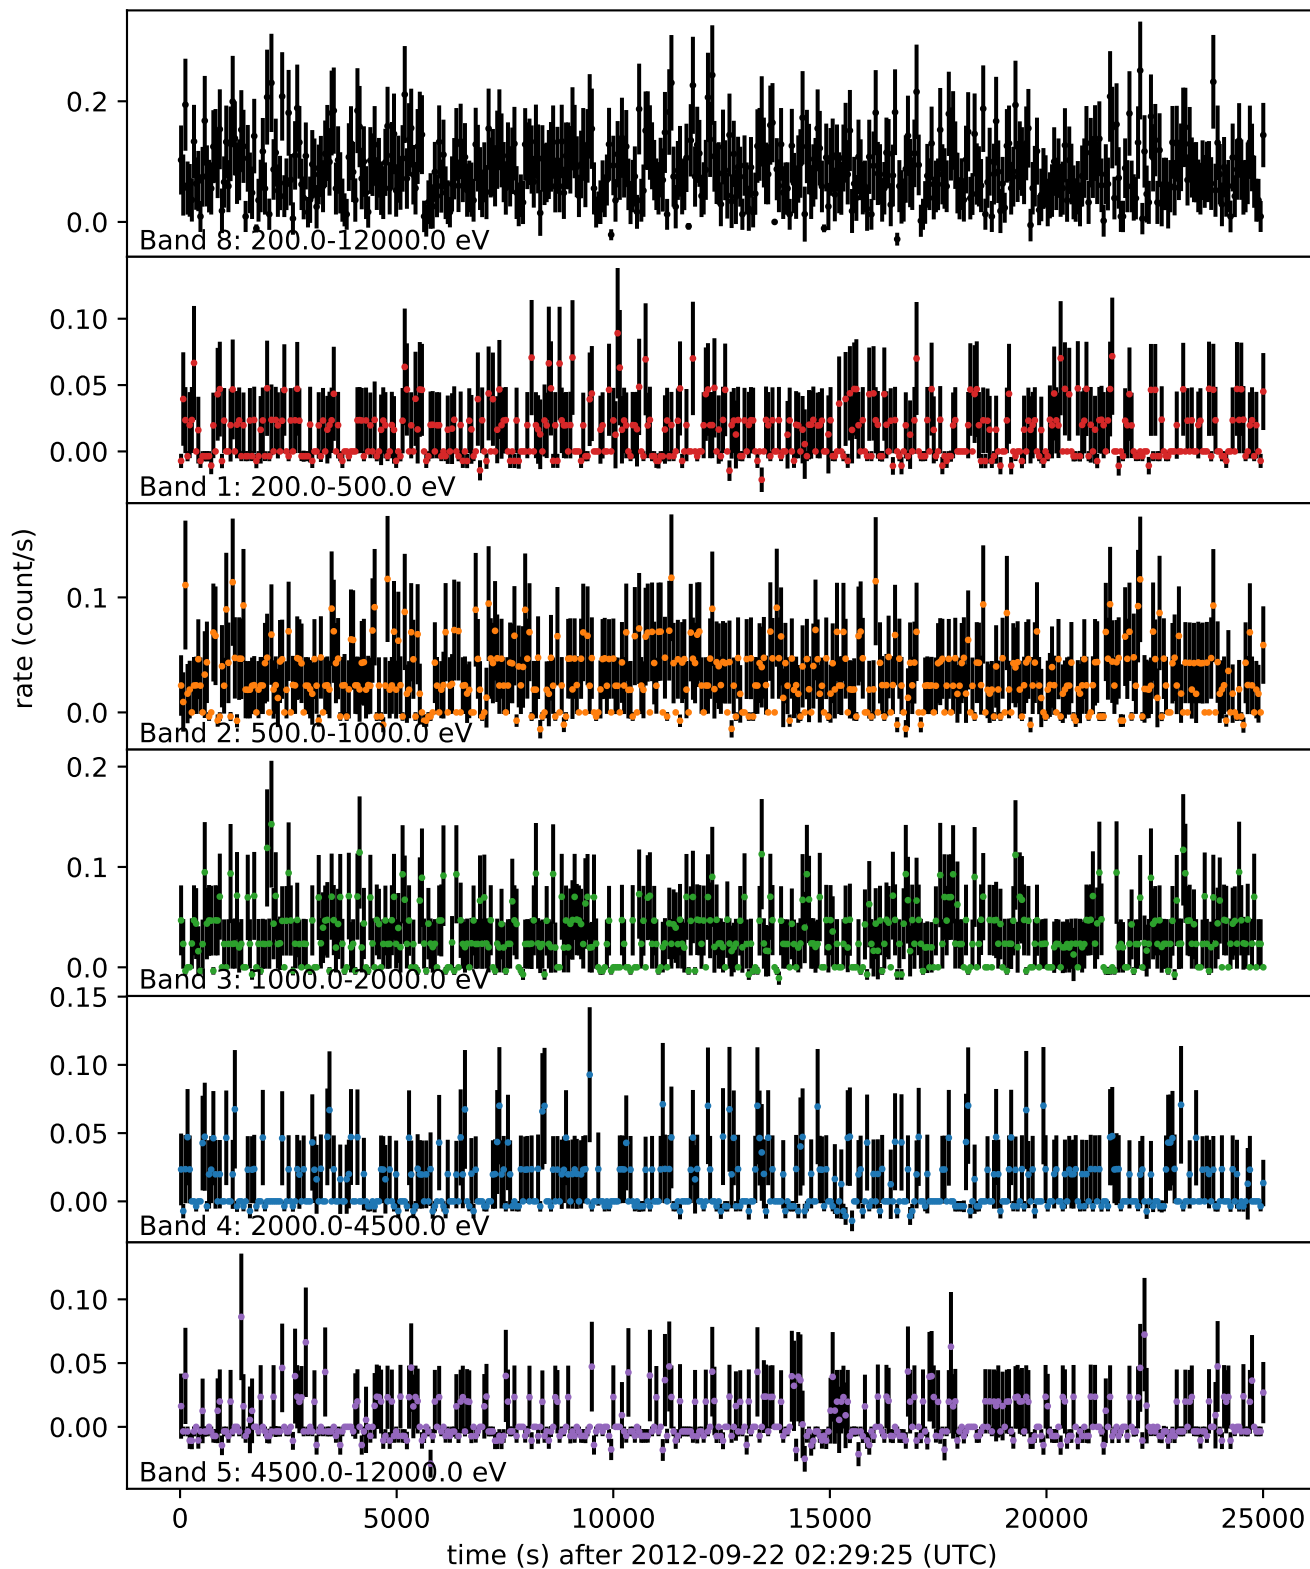 0.2
0.0
Band 8: 200.0-12000.0 eV
0.10
0.05
0.00
Band 1: 200.0-500.0 eV
rate (count/s)
0.1
0.0
Band 2: 500.0-1000.0 eV
0.2
0.1
0.0
Band 3: 1000.0-2000.0 eV
0.15
0.10
0.05
0.00
Band 4: 2000.0-4500.0 eV
0.10
0.05
0.00
Band 5: 4500.0-12000.0 eV
0 5000 10000 15000 20000 25000
time (s) after 2012-09-22 02:29:25 (UTC)